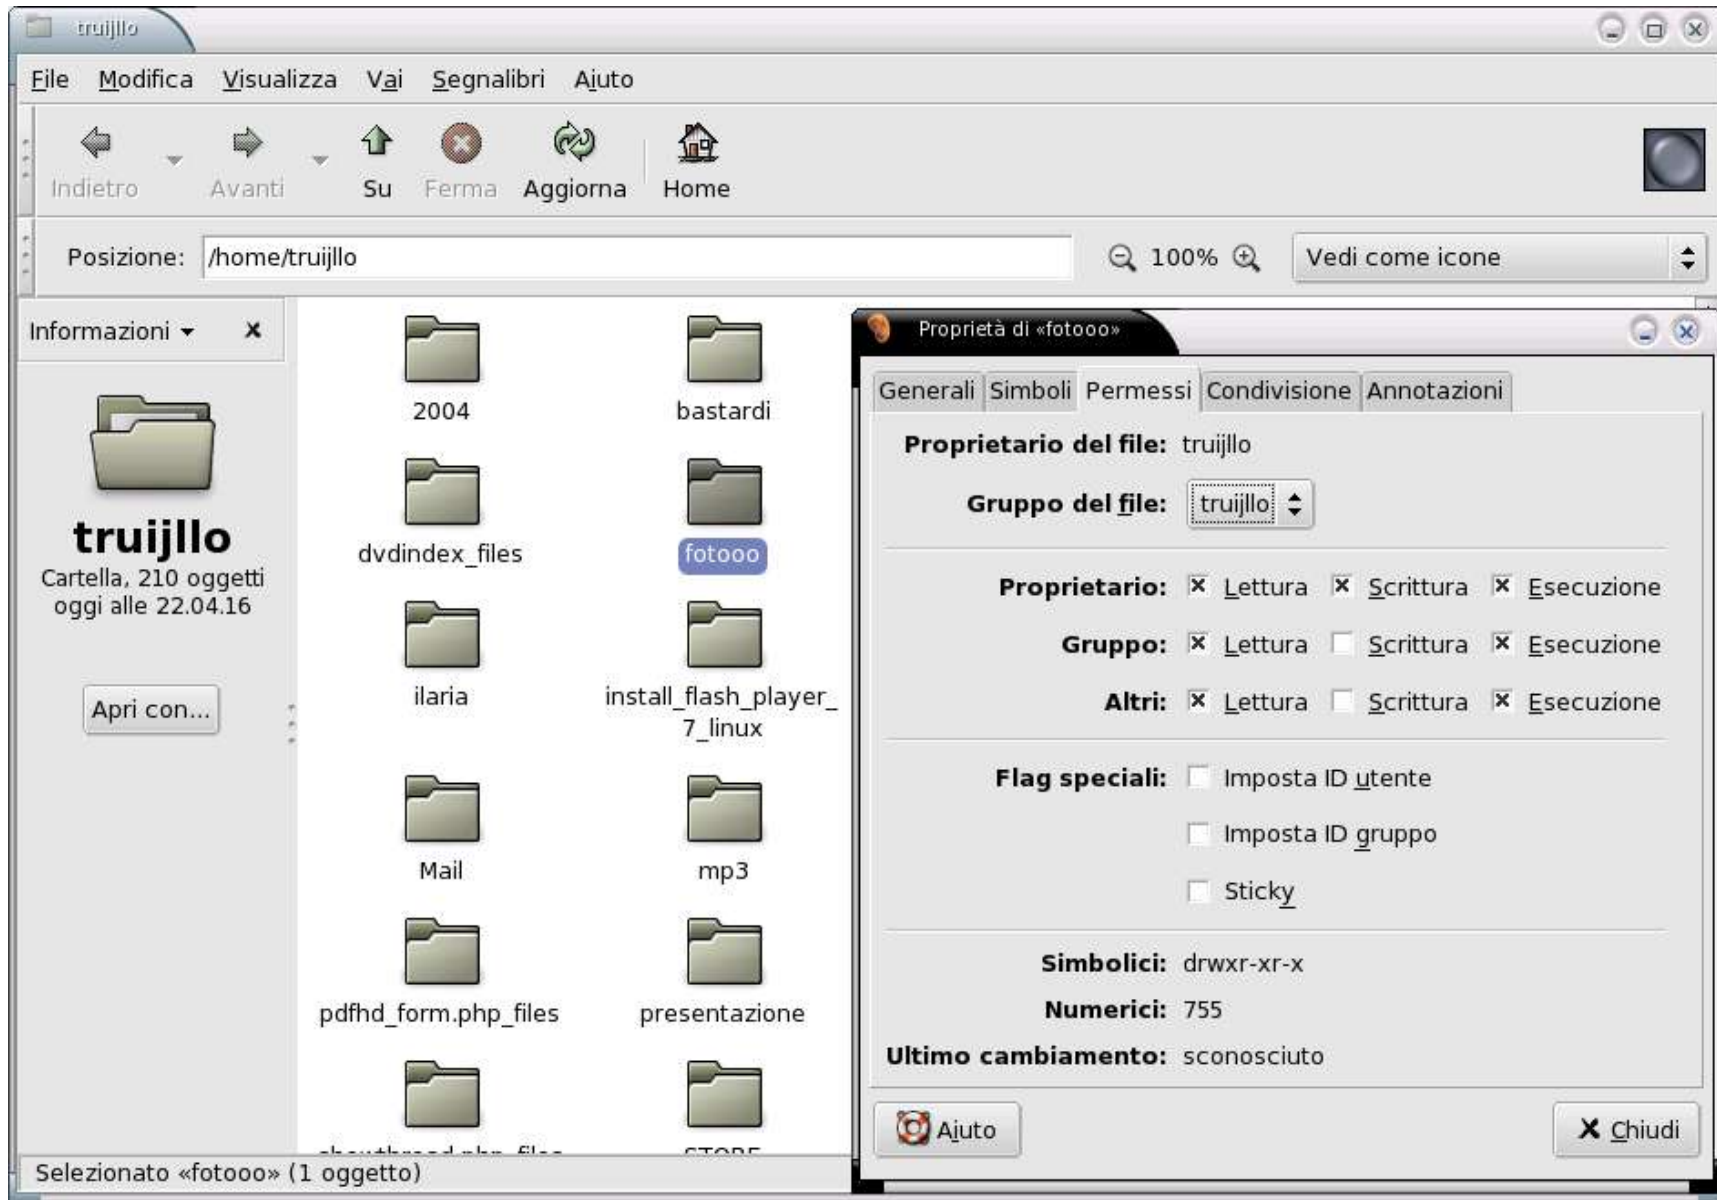 truijllo
File Modifica Visualizza Vai Segnalibri Aiuto
Indietro Avanti Su Ferma Aggiorna Home
Posizione: /home/truijllo 100% Vedi come icone
Informazioni
truijllo
Cartella, 210 oggetti
oggi alle 22.04.16
Apri con...
2004 bastardi
dvdindex_files fotooo
ilaria install_flash_player_
7_linux
Mail mp3
pdfhd_form.php_files presentazione
showthread.php_files STORE
Proprietà di «fotooo»
Generali Simboli Permessi Condivisione Annotazioni
Proprietario del file: truijllo
Gruppo del file: truijllo
Proprietario: Lettura Scrittura Esecuzione
Gruppo: Lettura Scrittura Esecuzione
Altri: Lettura Scrittura Esecuzione
Flag speciali: Imposta ID utente
Imposta ID gruppo
Sticky
Simbolici: drwxr-xr-x
Numerici: 755
Ultimo cambiamento: sconosciuto
Aiuto Chiudi
Selezionato «fotooo» (1 oggetto)